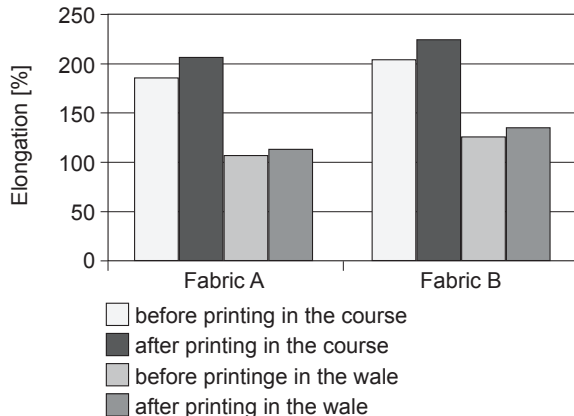 Elongation [%]
250
200
150
100
50
0
Fabric A Fabric B
before printing in the course
after printing in the course
before printinge in the wale
after printing in the wale